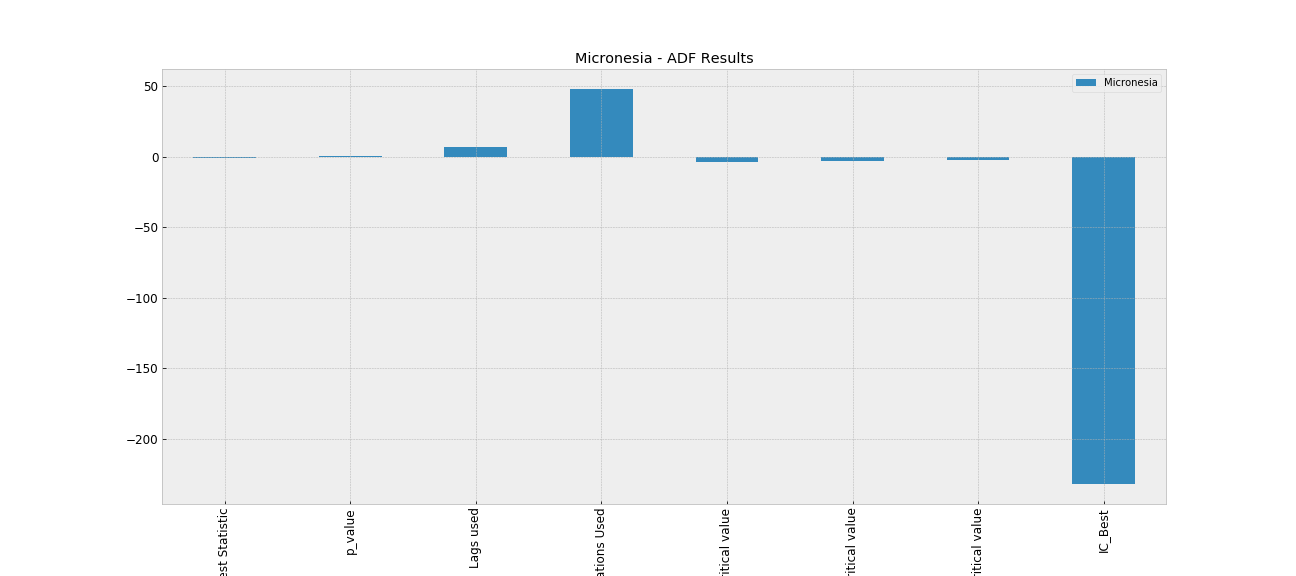 Micronesia - ADF Results
Micronesia
50
0
−50
−100
−150
−200
est Statistic
p_value
Lags used
ations Used
ritical value
ritical value
ritical value
IC_Best